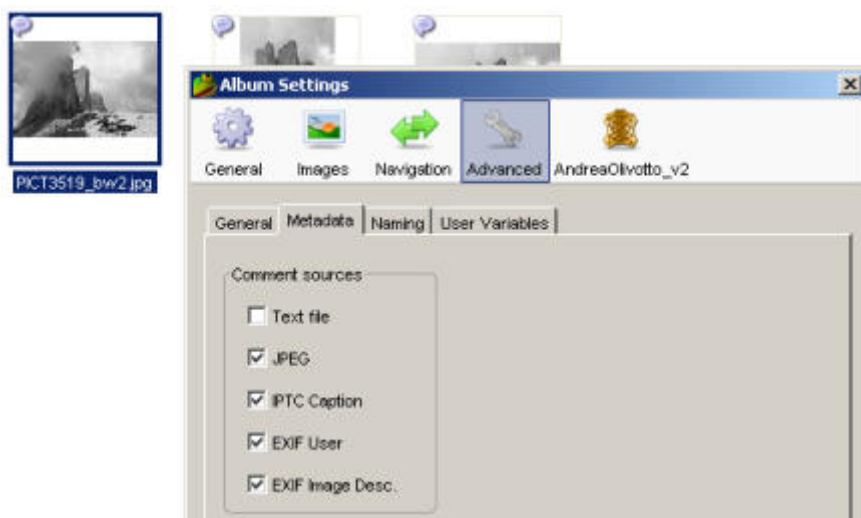 PICT3519_bw2.jpg
Album Settings
General Images Navigation Advanced AndreaOlivotto_v2
General Metadata Naming User Variables
Comment sources
Text file
JPEG
IPTC Caption
EXIF User
EXIF Image Desc.